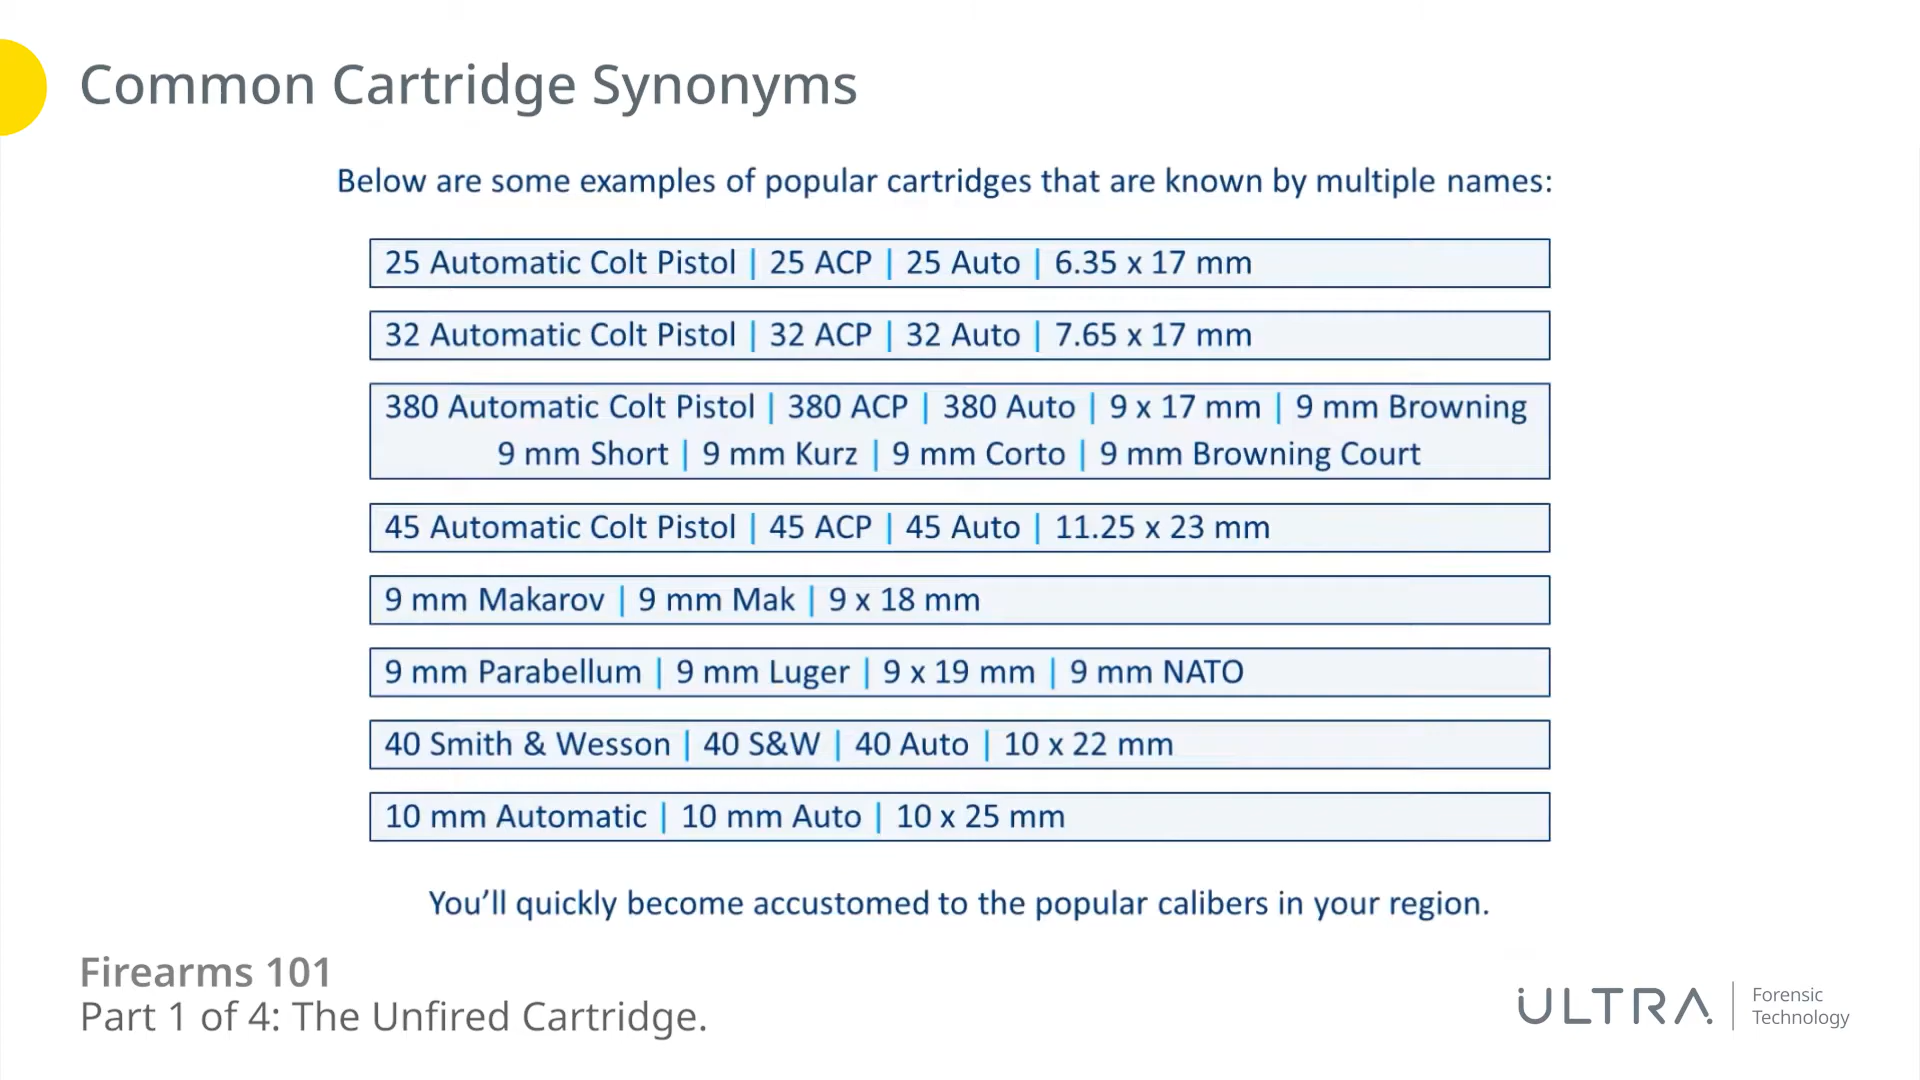 Common Cartridge Synonyms
Below are some examples of popular cartridges that are known by multiple names:
25 Automatic Colt Pistol | 25 ACP | 25 Auto | 6.35 x 17 mm
32 Automatic Colt Pistol | 32 ACP | 32 Auto | 7.65 x 17 mm
380 Automatic Colt Pistol | 380 ACP | 380 Auto | 9 x 17 mm | 9 mm Browning
9 mm Short | 9 mm Kurz | 9 mm Corto | 9 mm Browning Court
45 Automatic Colt Pistol | 45 ACP | 45 Auto | 11.25 x 23 mm
9 mm Makarov | 9 mm Mak | 9 x 18 mm
9 mm Parabellum | 9 mm Luger | 9 x 19 mm | 9 mm NATO
40 Smith & Wesson | 40 S&W | 40 Auto | 10 x 22 mm
10 mm Automatic | 10 mm Auto | 10 x 25 mm
You’ll quickly become accustomed to the popular calibers in your region.
Firearms 101
Part 1 of 4: The Unfired Cartridge.
ULTRA
Forensic
Technology